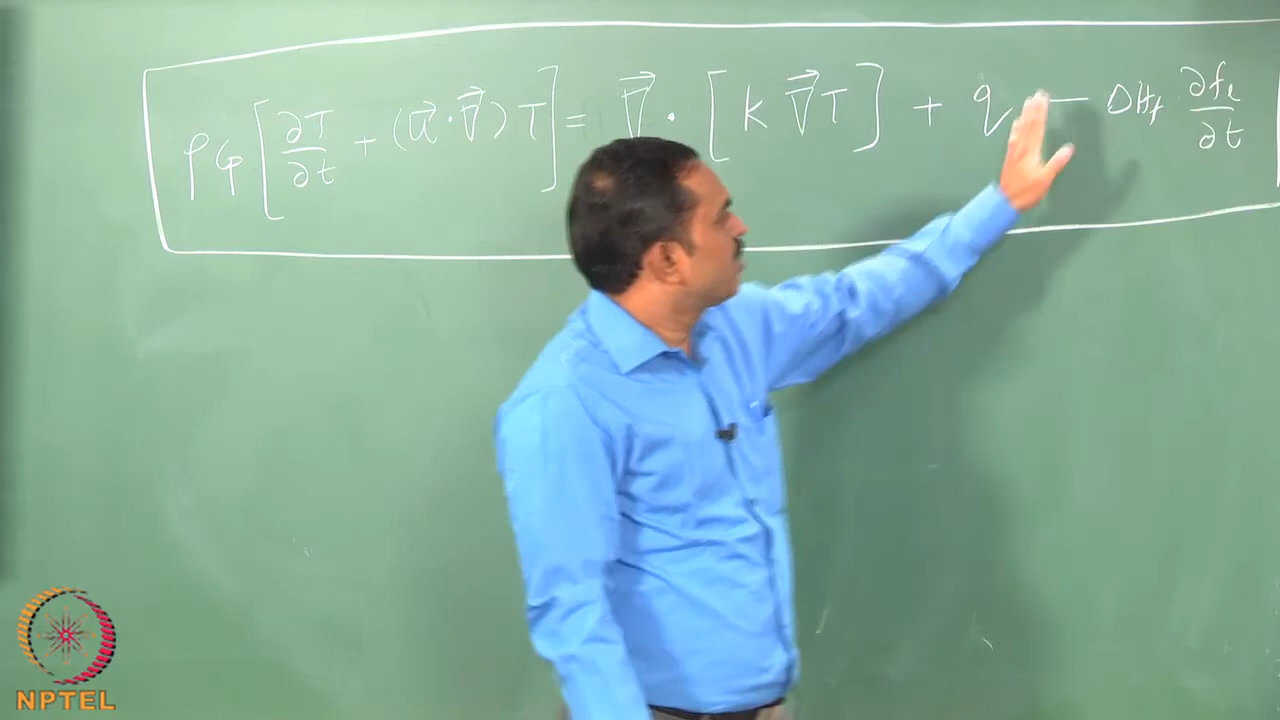 ρCp [∂T/∂t + (u⃗·∇⃗)T] = ∇⃗ · [k ∇⃗T] + q − ΔHf ∂fl/∂t
NPTEL